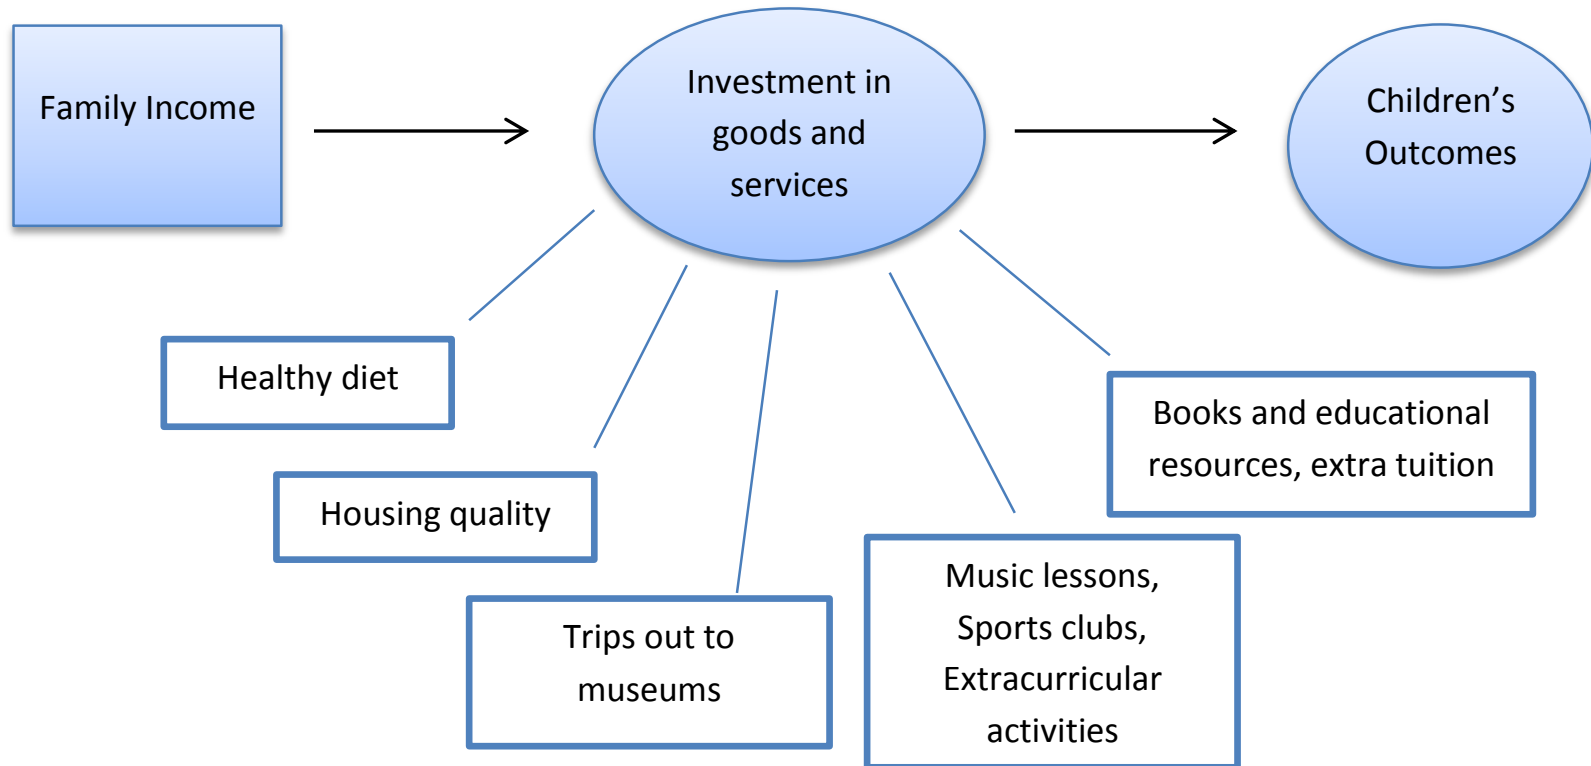 Family Income
Investment in
goods and
services
Children’s
Outcomes
Healthy diet
Housing quality
Trips out to
museums
Music lessons,
Sports clubs,
Extracurricular
activities
Books and educational
resources, extra tuition